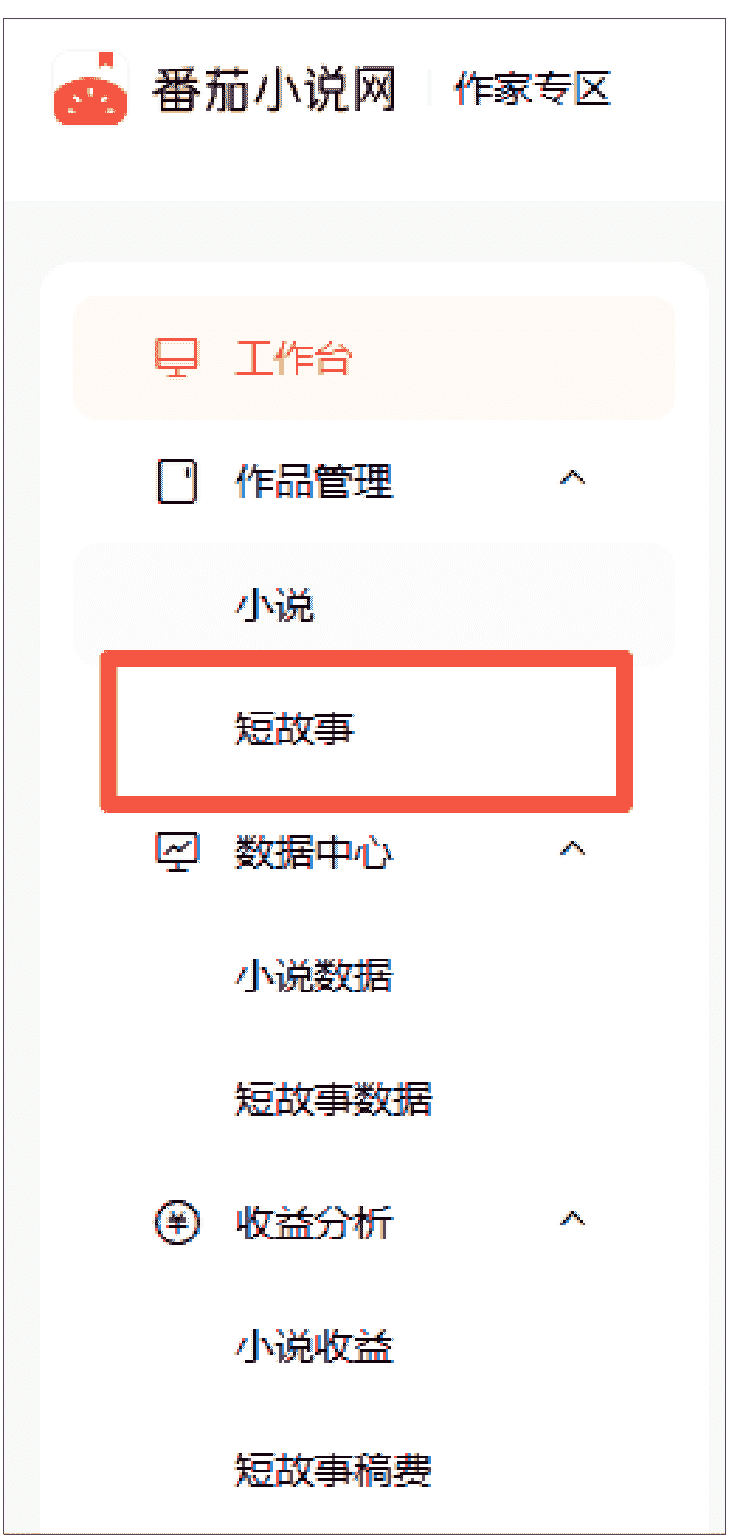 番茄小说网 作家专区
工作台
作品管理
小说
短故事
数据中心
小说数据
短故事数据
收益分析
小说收益
短故事稿费